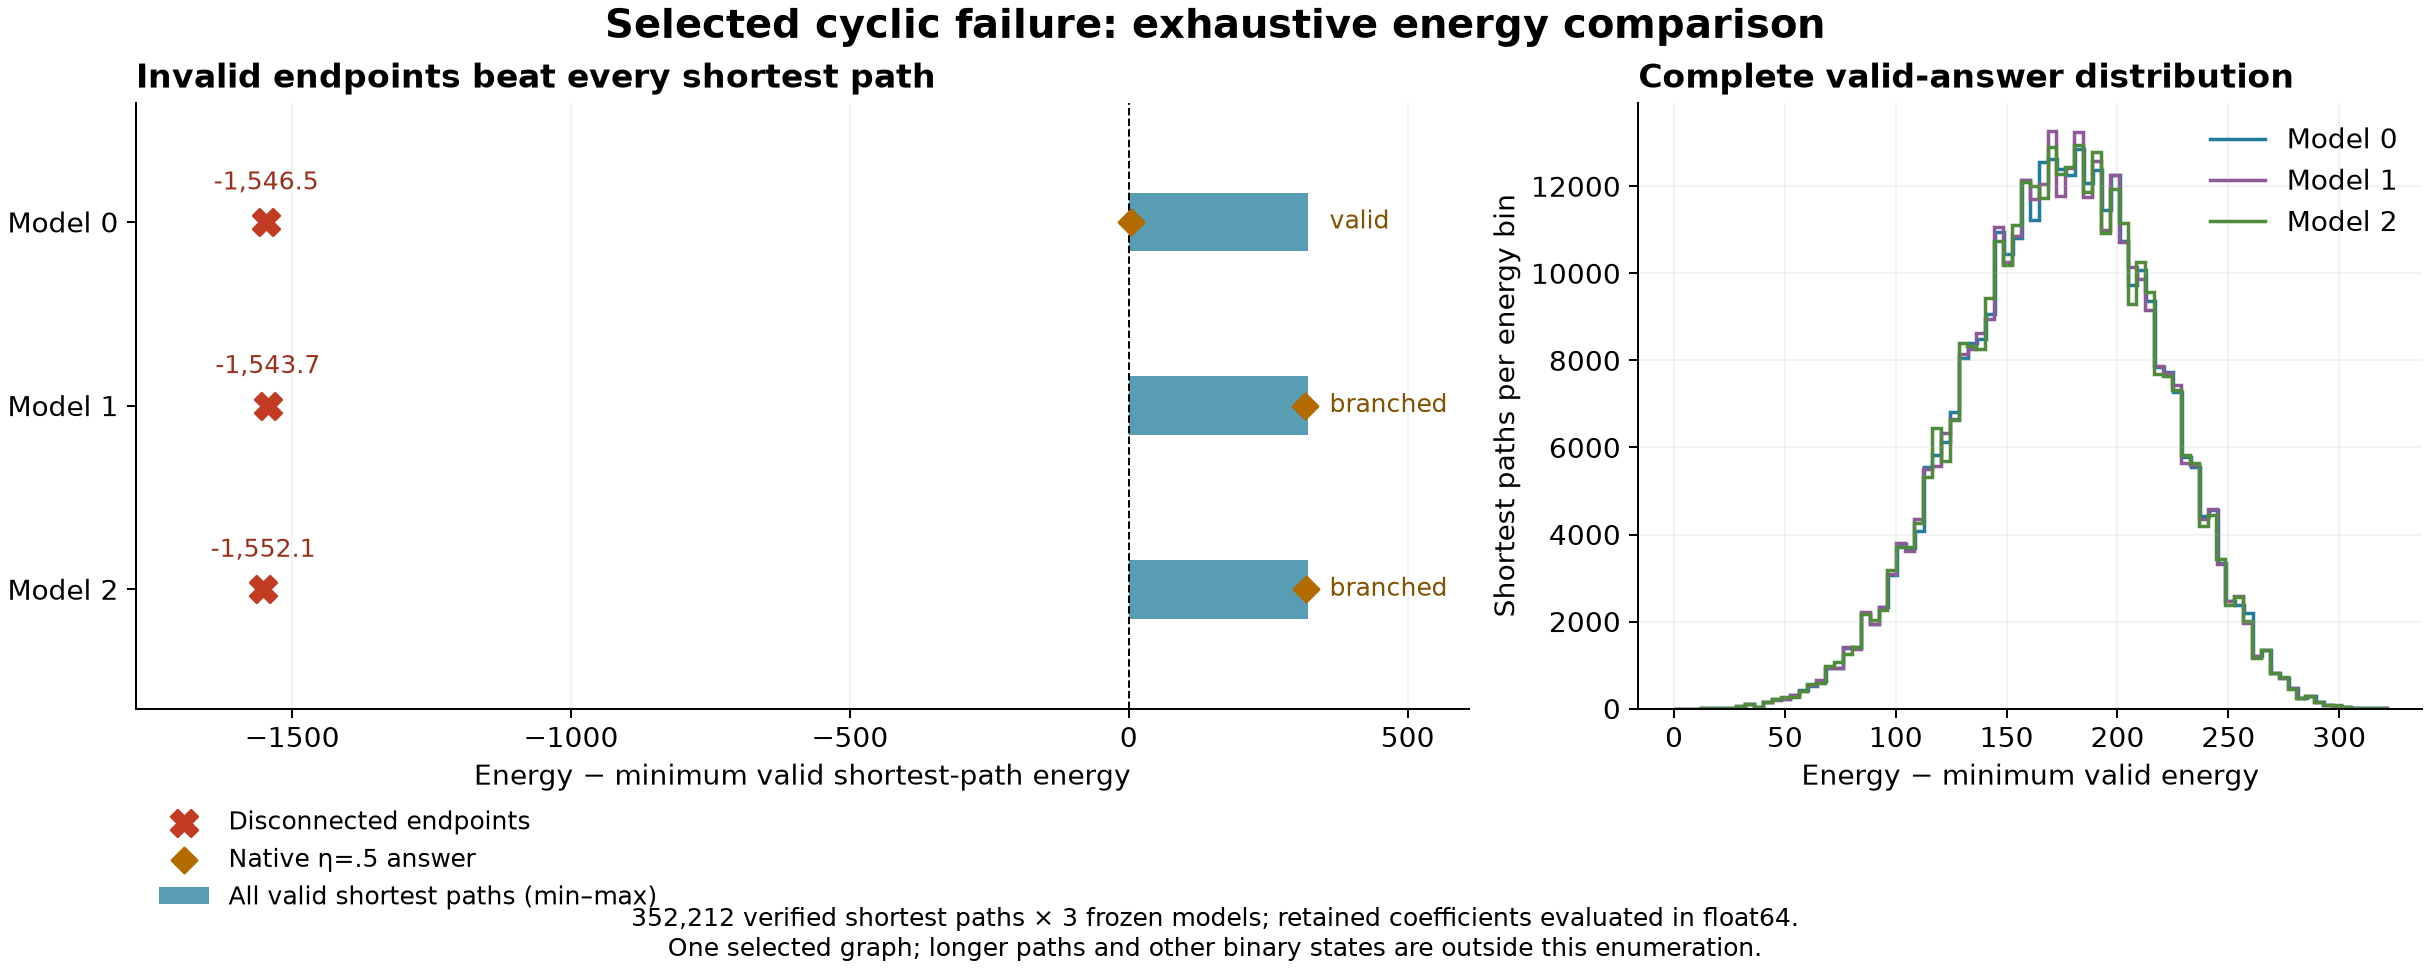 Selected cyclic failure: exhaustive energy comparison
Invalid endpoints beat every shortest path
Model 0
Model 1
Model 2
-1,546.5
-1,543.7
-1,552.1
valid
branched
branched
−1500
−1000
−500
0
500
Energy − minimum valid shortest-path energy
Disconnected endpoints
Native η=.5 answer
All valid shortest paths (min–max)
Complete valid-answer distribution
Model 0
Model 1
Model 2
Shortest paths per energy bin
12000
10000
8000
6000
4000
2000
0
0
50
100
150
200
250
300
Energy − minimum valid energy
352,212 verified shortest paths × 3 frozen models; retained coefficients evaluated in float64.
One selected graph; longer paths and other binary states are outside this enumeration.